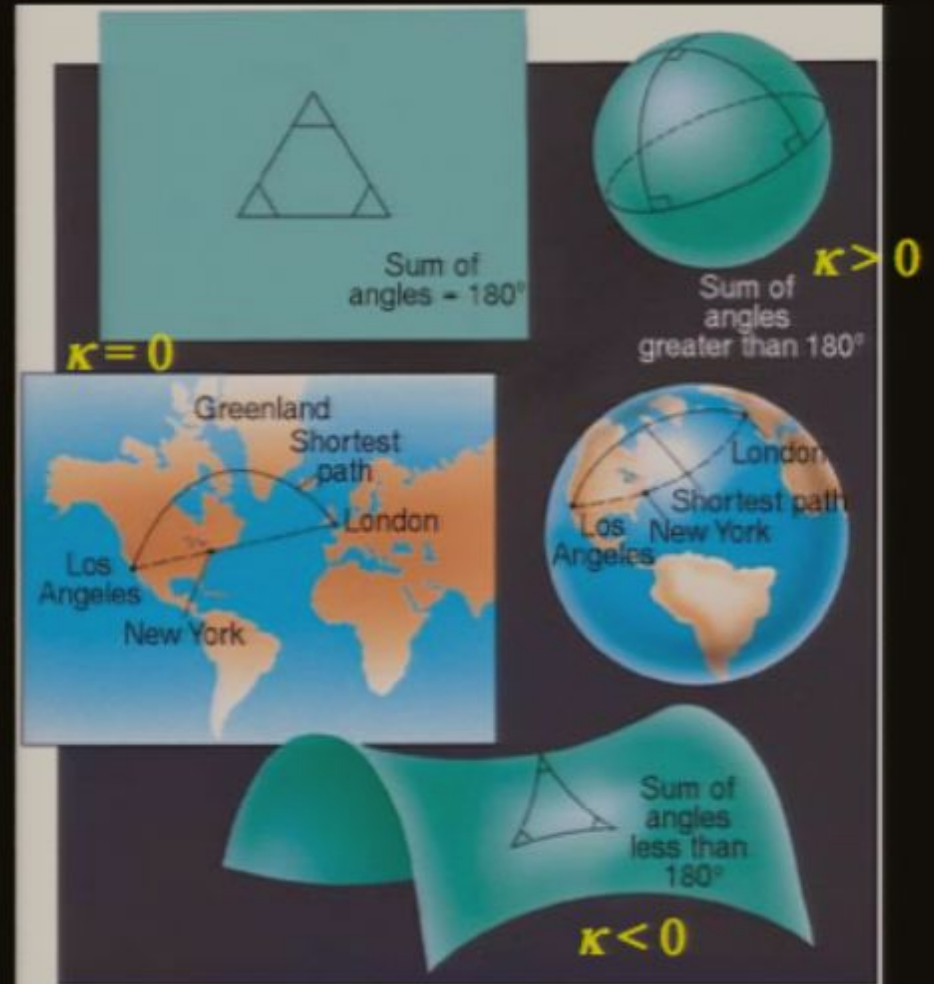 Sum of
angles = 180°
κ = 0
κ > 0
Sum of
angles
greater than 180°
Greenland
Shortest
path
London
Los
Angeles
New York
London
Shortest path
Los
Angeles
New York
Sum of
angles
less than
180°
κ < 0